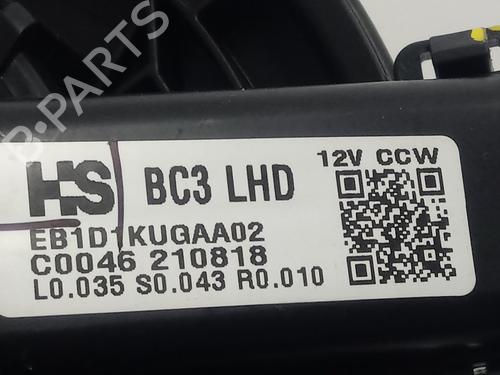 B-PARTS
HS BC3 LHD 12V CCW
EB1D1KUGAA02
C0046 210818
L0.035 S0.043 R0.010